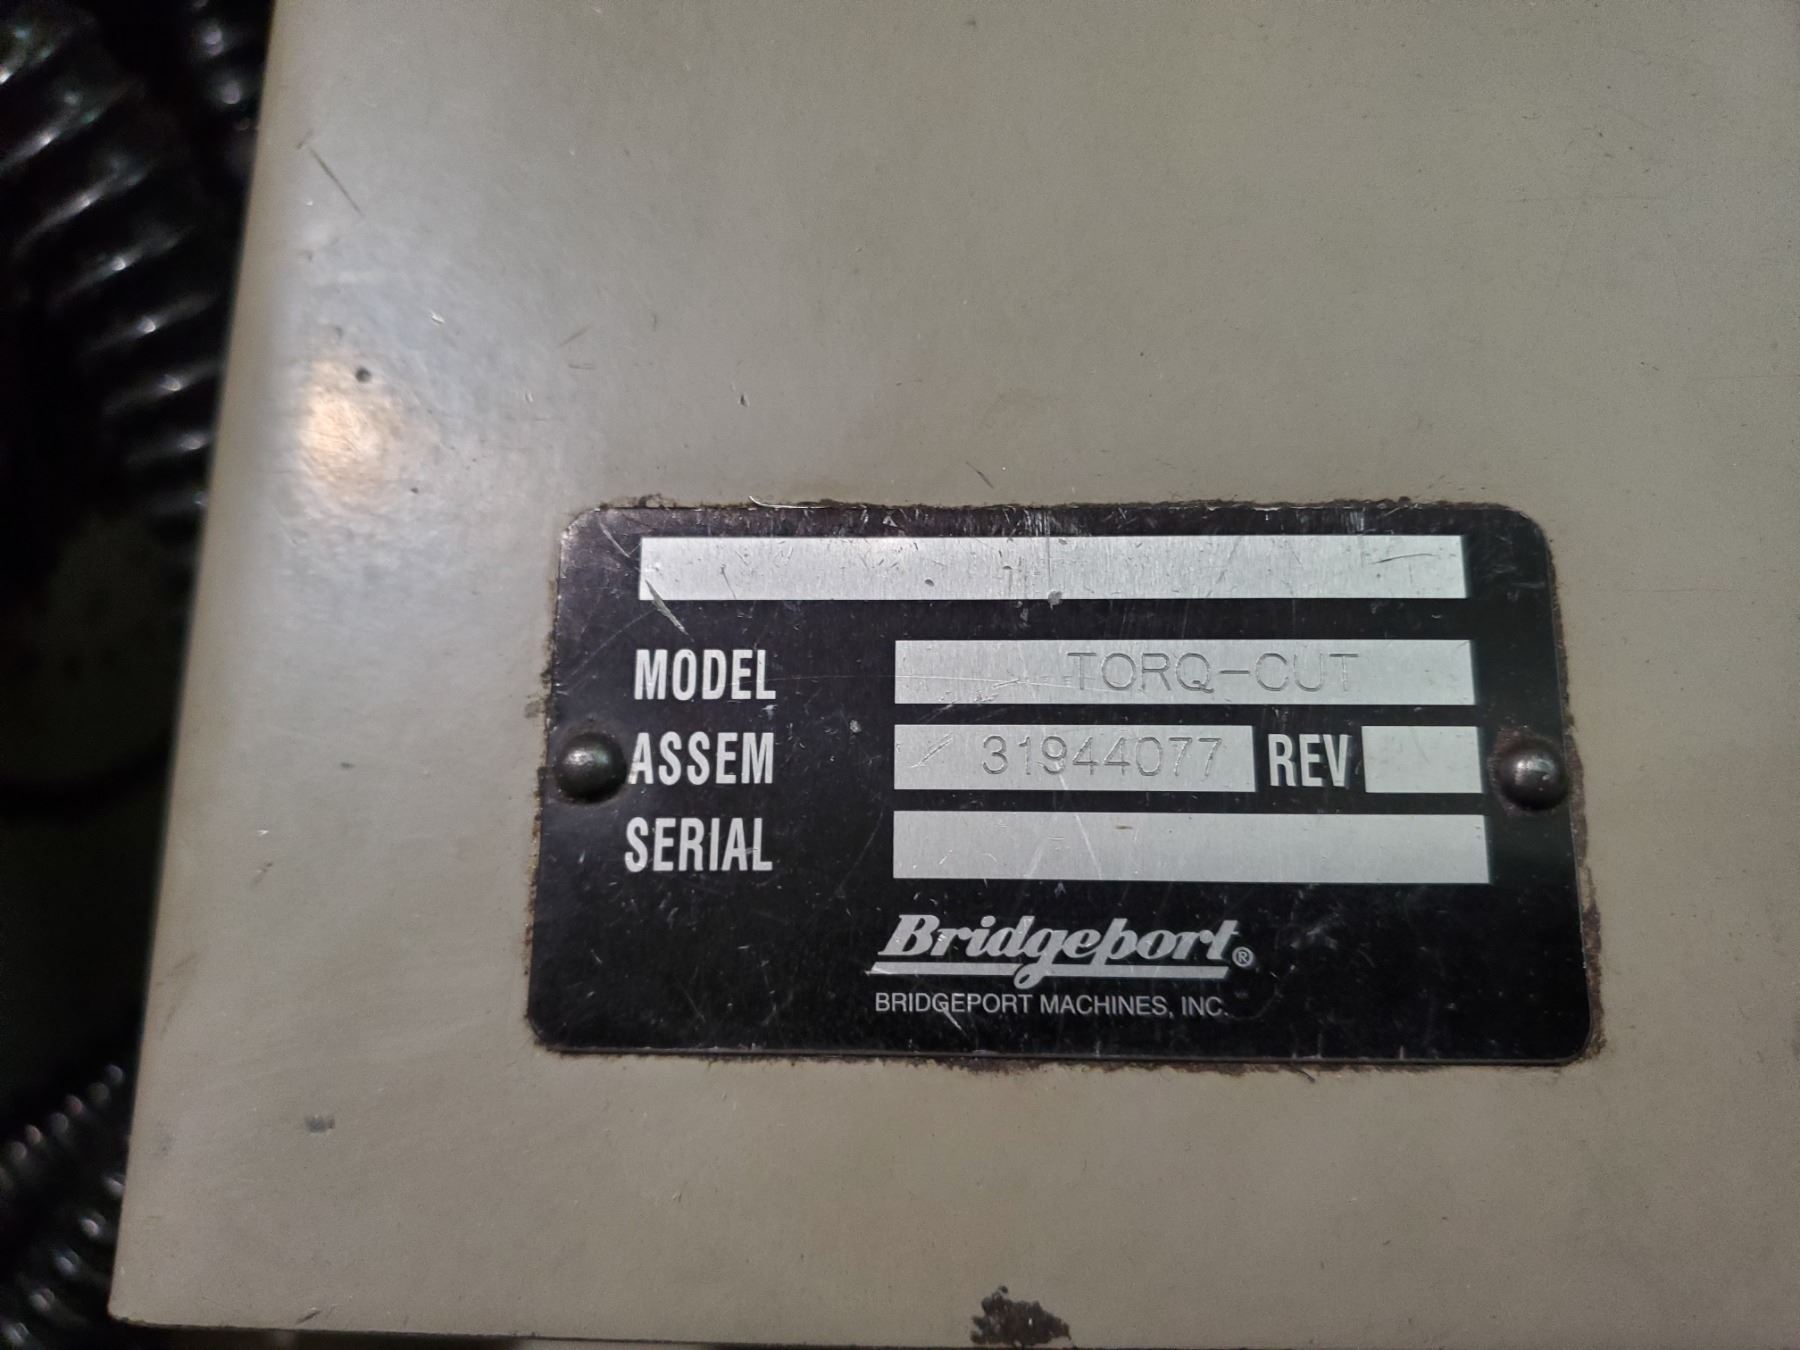 MODEL TORQ-CUT
ASSEM 31944077 REV
SERIAL
Bridgeport®
BRIDGEPORT MACHINES, INC.